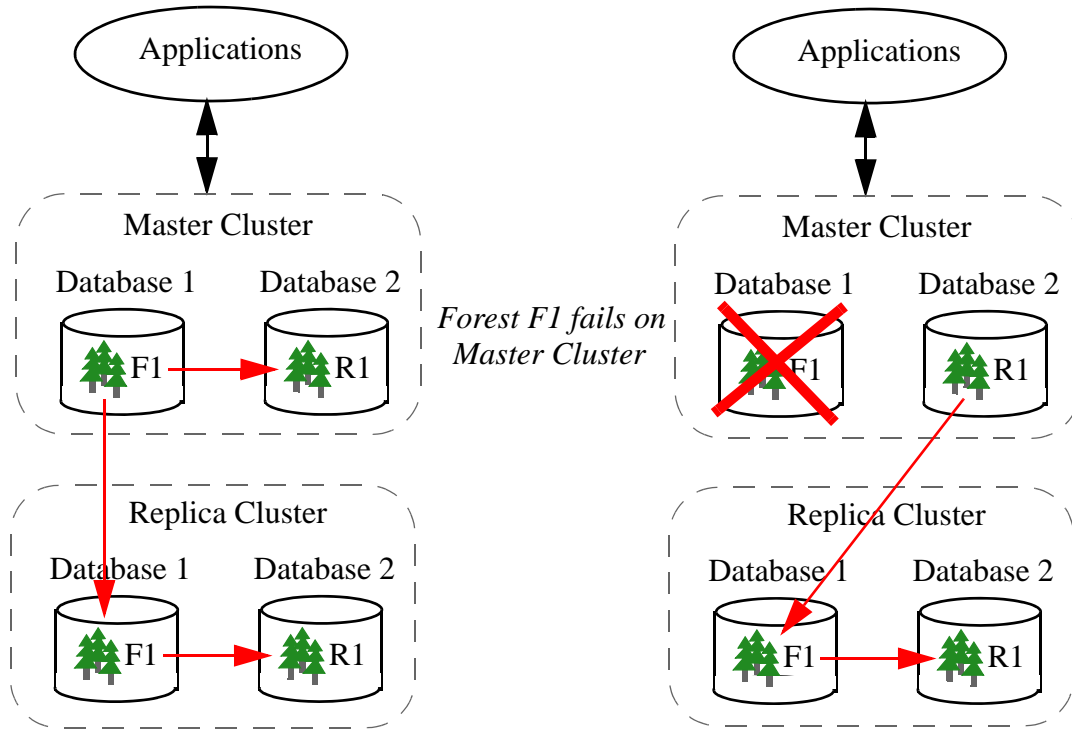 Applications
Master Cluster
Database 1 Database 2
F1 R1
Replica Cluster
Database 1 Database 2
F1 R1
Forest F1 fails on
Master Cluster
Applications
Master Cluster
Database 1 Database 2
F1 R1
Replica Cluster
Database 1 Database 2
F1 R1